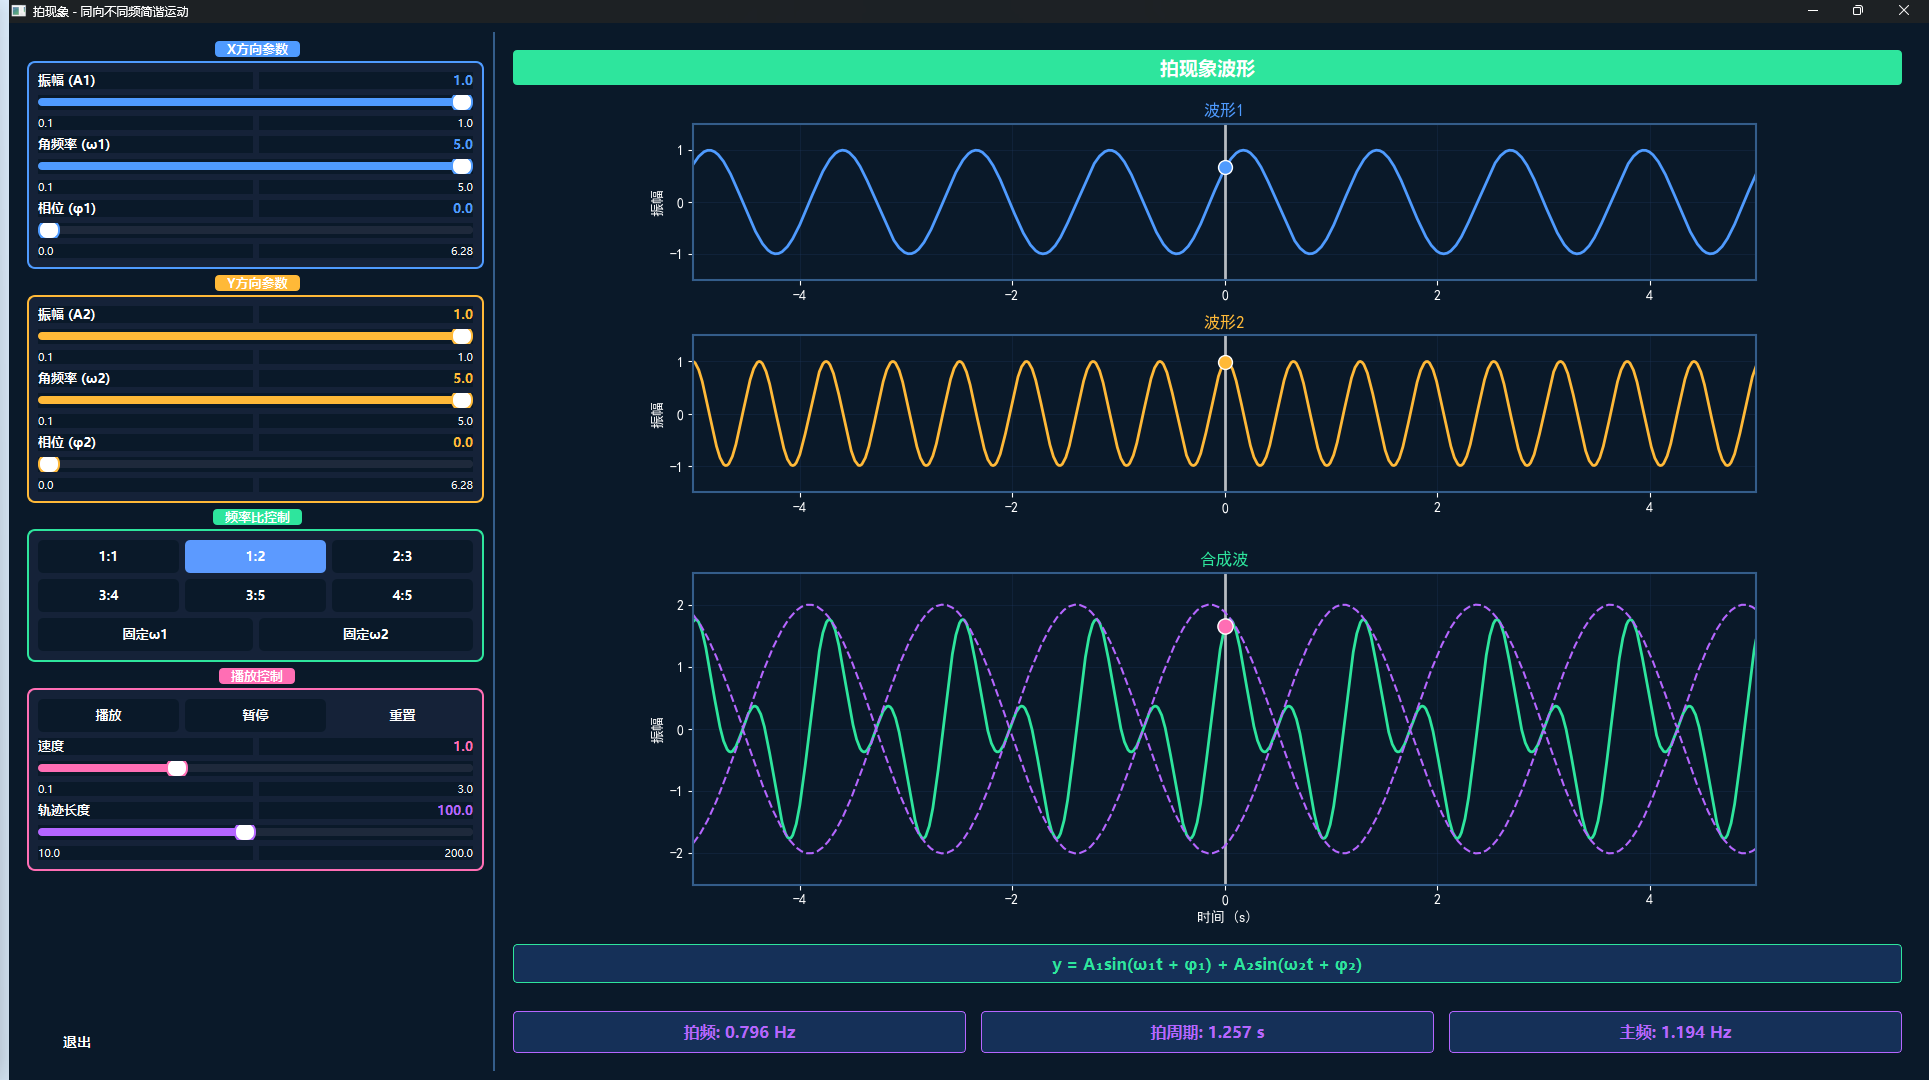 拍现象 - 同向不同频简谐运动
X方向参数
振幅 (A1) 1.0
0.1 1.0
角频率 (ω1) 5.0
0.1 5.0
相位 (φ1) 0.0
0.0 6.28
Y方向参数
振幅 (A2) 1.0
0.1 1.0
角频率 (ω2) 5.0
0.1 5.0
相位 (φ2) 0.0
0.0 6.28
频率比控制
1:1 1:2 2:3
3:4 3:5 4:5
固定ω1 固定ω2
播放控制
播放 暂停 重置
速度 1.0
0.1 3.0
轨迹长度 100.0
10.0 200.0
退出
拍现象波形
波形1
振幅
1
0
−1
−4 −2 0 2 4
波形2
振幅
1
0
−1
−4 −2 0 2 4
合成波
振幅
2
1
0
−1
−2
−4 −2 0 2 4
时间 (s)
y = A₁sin(ω₁t + φ₁) + A₂sin(ω₂t + φ₂)
拍频: 0.796 Hz 拍周期: 1.257 s 主频: 1.194 Hz